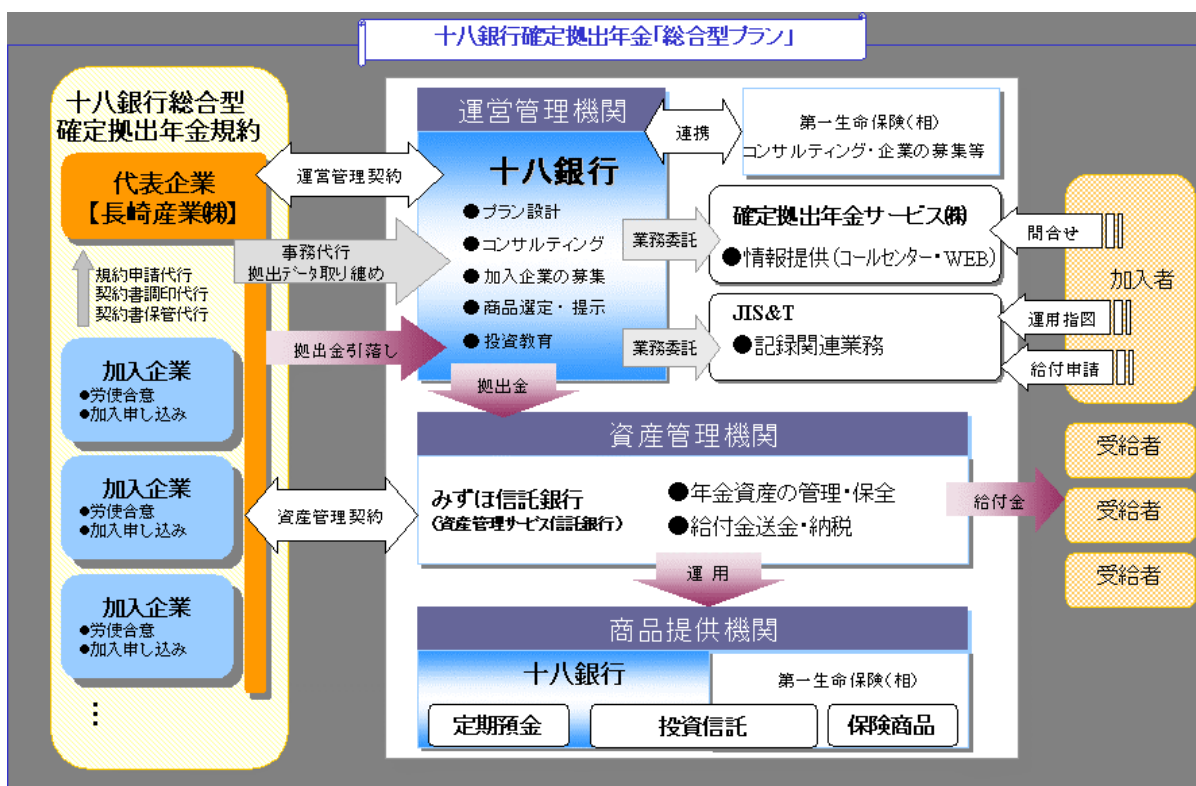 十八銀行確定拠出年金「総合型プラン」
十八銀行総合型
確定拠出年金規約
代表企業
【長崎産業㈱】
規約申請代行
契約書調印代行
契約書保管代行
加入企業
●労使合意
●加入申し込み
加入企業
●労使合意
●加入申し込み
加入企業
●労使合意
●加入申し込み
⋮
運営管理契約
事務代行
拠出データ取り纏め
拠出金引落し
資産管理契約
運営管理機関
十八銀行
●プラン設計
●コンサルティング
●加入企業の募集
●商品選定・提示
●投資教育
連携
第一生命保険(相)
コンサルティング・企業の募集等
業務委託
確定拠出年金サービス㈱
●情報提供(コールセンター・WEB)
業務委託
JIS&T
●記録関連業務
問合せ
運用指図
給付申請
加入者
拠出金
資産管理機関
みずほ信託銀行
(資産管理サービス信託銀行)
●年金資産の管理・保全
●給付金送金・納税
給付金
受給者
受給者
受給者
運用
商品提供機関
十八銀行
第一生命保険(相)
定期預金
投資信託
保険商品